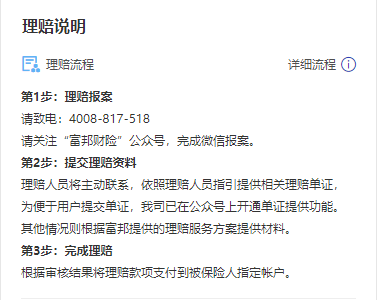 理赔说明
理赔流程 详细流程
第1步：理赔报案
请致电：4008-817-518
请关注“富邦财险”公众号，完成微信报案。
第2步：提交理赔资料
理赔人员将主动联系，依照理赔人员指引提供相关理赔单证，
为便于用户提交单证，我司已在公众号上开通单证提供功能。
其他情况则根据富邦提供的理赔服务方案提供材料。
第3步：完成理赔
根据审核结果将理赔款项支付到被保险人指定帐户。